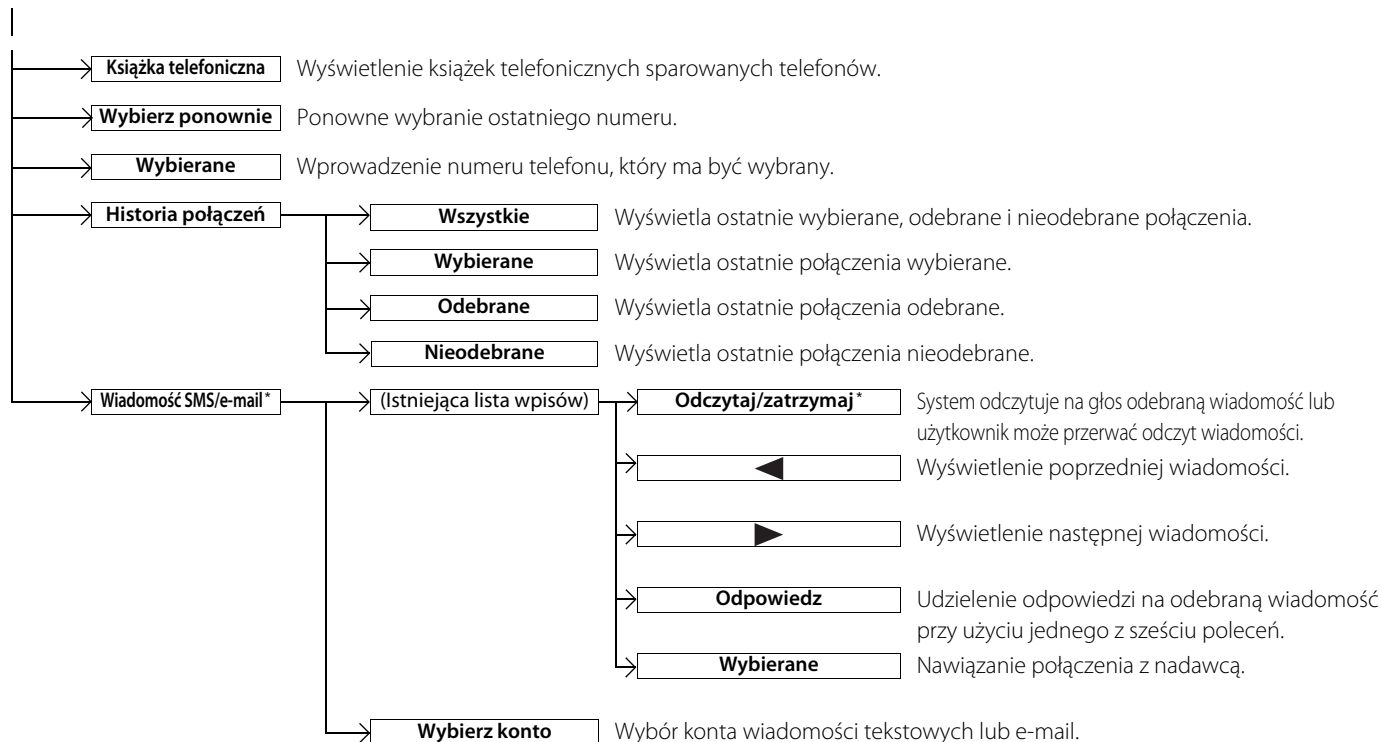 Książka telefoniczna Wyświetlenie książek telefonicznych sparowanych telefonów.
Wybierz ponownie Ponowne wybranie ostatniego numeru.
Wybierane Wprowadzenie numeru telefonu, który ma być wybrany.
Historia połączeń Wszystkie Wyświetla ostatnie wybierane, odebrane i nieodebrane połączenia.
Wybierane Wyświetla ostatnie połączenia wybierane.
Odebrane Wyświetla ostatnie połączenia odebrane.
Nieodebrane Wyświetla ostatnie połączenia nieodebrane.
Wiadomość SMS/e-mail* (Istniejąca lista wpisów) Odczytaj/zatrzymaj* System odczytuje na głos odebraną wiadomość lub
użytkownik może przerwać odczyt wiadomości.
◄ Wyświetlenie poprzedniej wiadomości.
► Wyświetlenie następnej wiadomości.
Odpowiedz Udzielenie odpowiedzi na odebraną wiadomość
przy użyciu jednego z sześciu poleceń.
Wybierane Nawiązanie połączenia z nadawcą.
Wybierz konto Wybór konta wiadomości tekstowych lub e-mail.